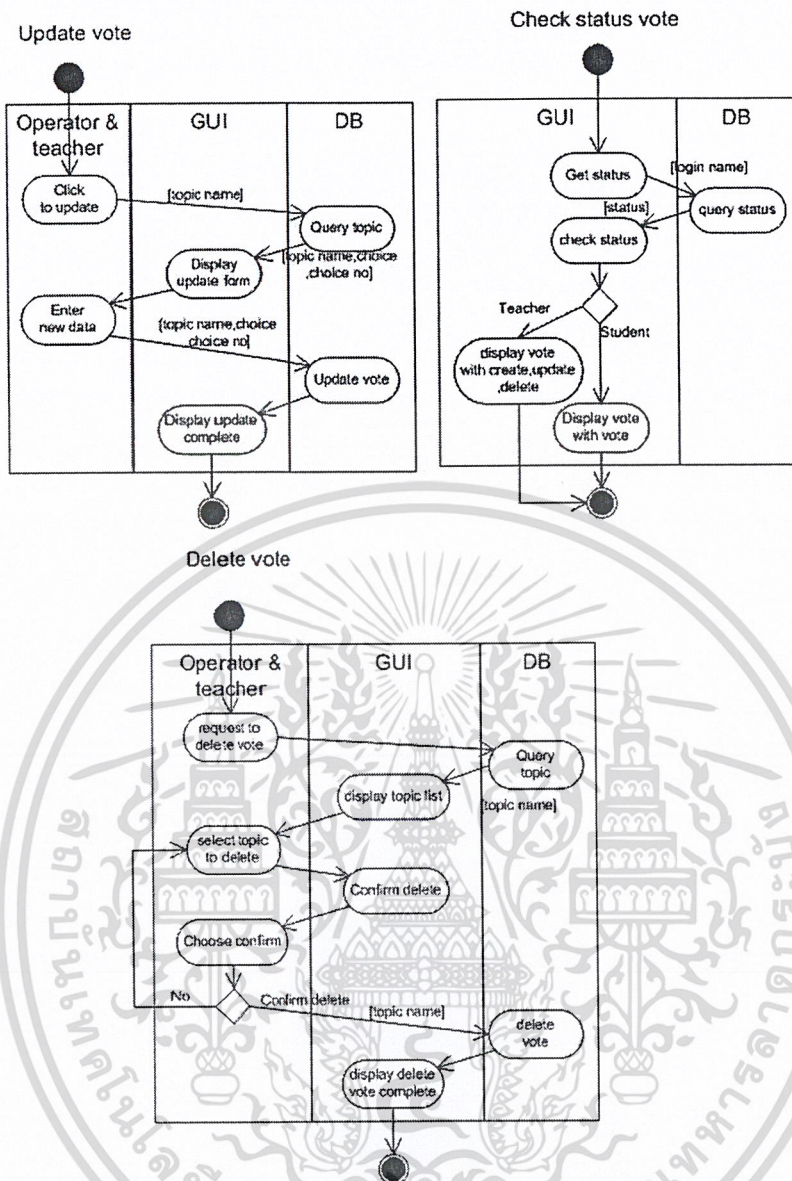 Update vote
Operator &
teacher
GUI
DB
Click
to update
[topic name]
Query topic
[topic name,choice
,choice no]
Display
update form
Enter
new data
[topic name,choice
choice no]
Update vote
Display update
complete
Check status vote
GUI
DB
Get status
[login name]
query status
[status]
check status
Teacher
Student
display vote
with create,update
,delete
Display vote
with vote
Delete vote
Operator &
teacher
GUI
DB
request to
delete vote
Query
topic
[topic name]
display topic list
select topic
to delete
Confirm delete
Choose confirm
No
Confirm delete
[topic name]
delete
vote
display delete
vote complete